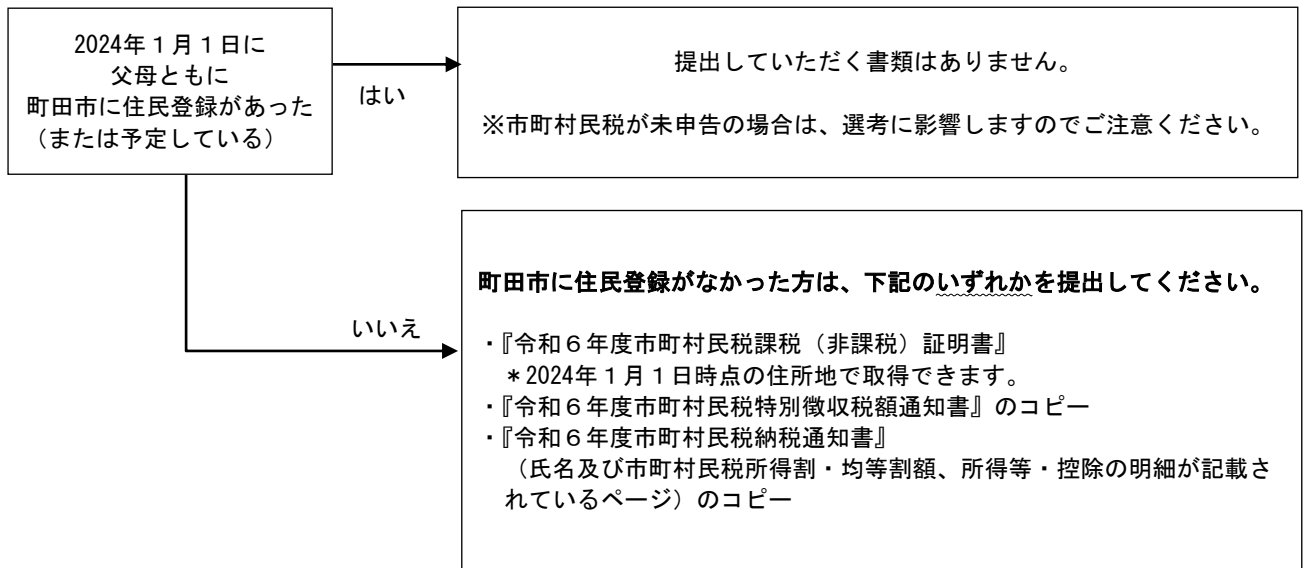 2024年１月１日に
父母ともに
町田市に住民登録があった
（または予定している）
はい
提出していただく書類はありません。
※市町村民税が未申告の場合は、選考に影響しますのでご注意ください。
いいえ
町田市に住民登録がなかった方は、下記のいずれかを提出してください。
・『令和６年度市町村民税課税（非課税）証明書』
＊2024年１月１日時点の住所地で取得できます。
・『令和６年度市町村民税特別徴収税額通知書』のコピー
・『令和６年度市町村民税納税通知書』
（氏名及び市町村民税所得割・均等割額、所得等・控除の明細が記載さ
れているページ）のコピー